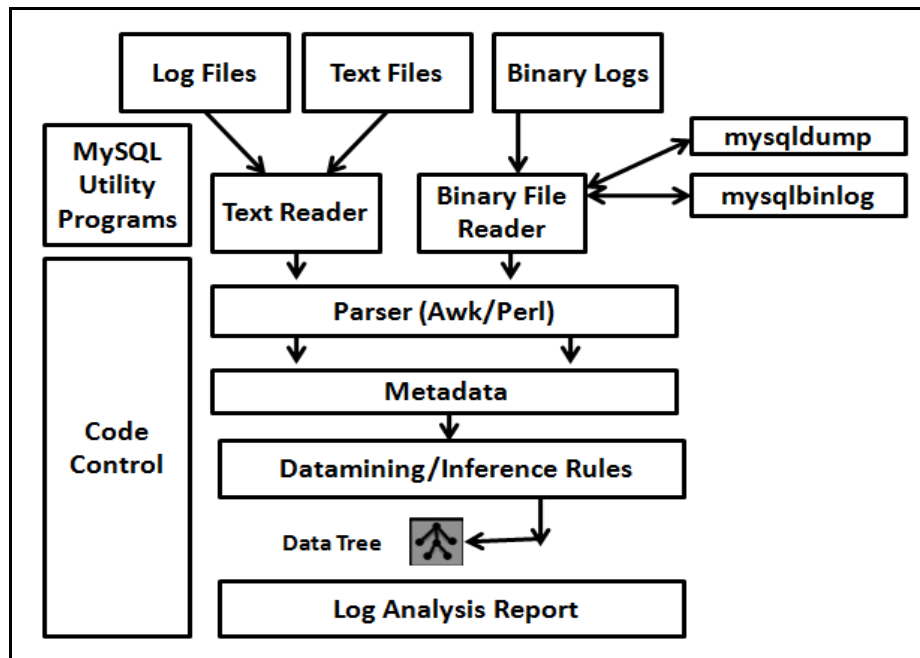 Log Files
Text Files
Binary Logs
MySQL
Utility
Programs
mysqldump
Text Reader
Binary File
Reader
mysqlbinlog
Parser (Awk/Perl)
Metadata
Code
Control
Datamining/Inference Rules
Data Tree
Log Analysis Report